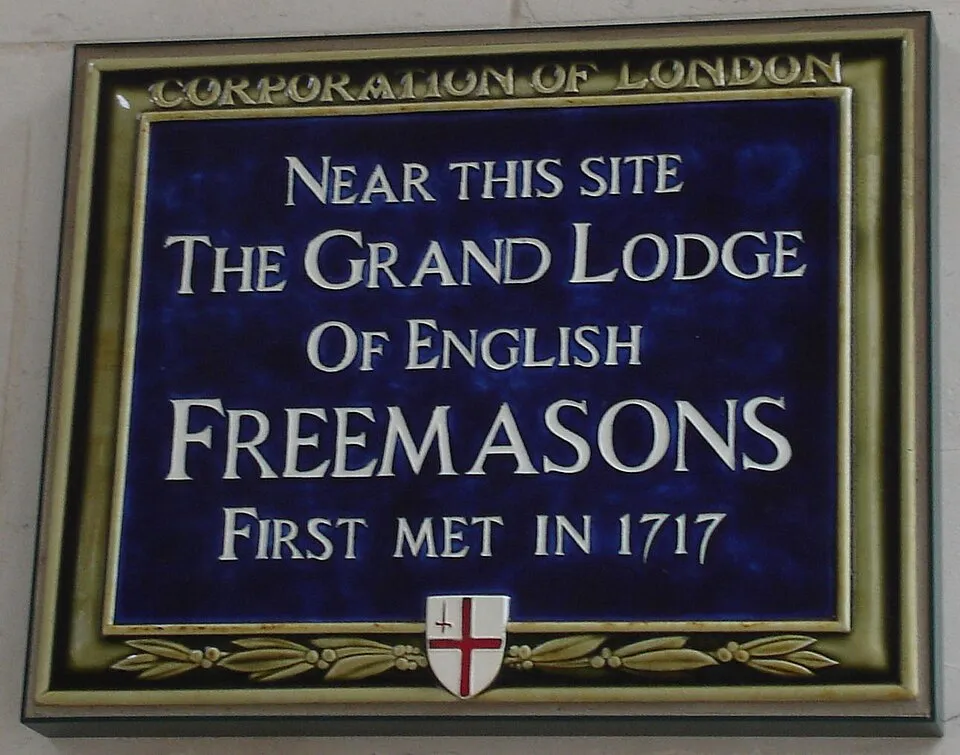 CORPORATION OF LONDON
NEAR THIS SITE
THE GRAND LODGE
OF ENGLISH
FREEMASONS
FIRST MET IN 1717